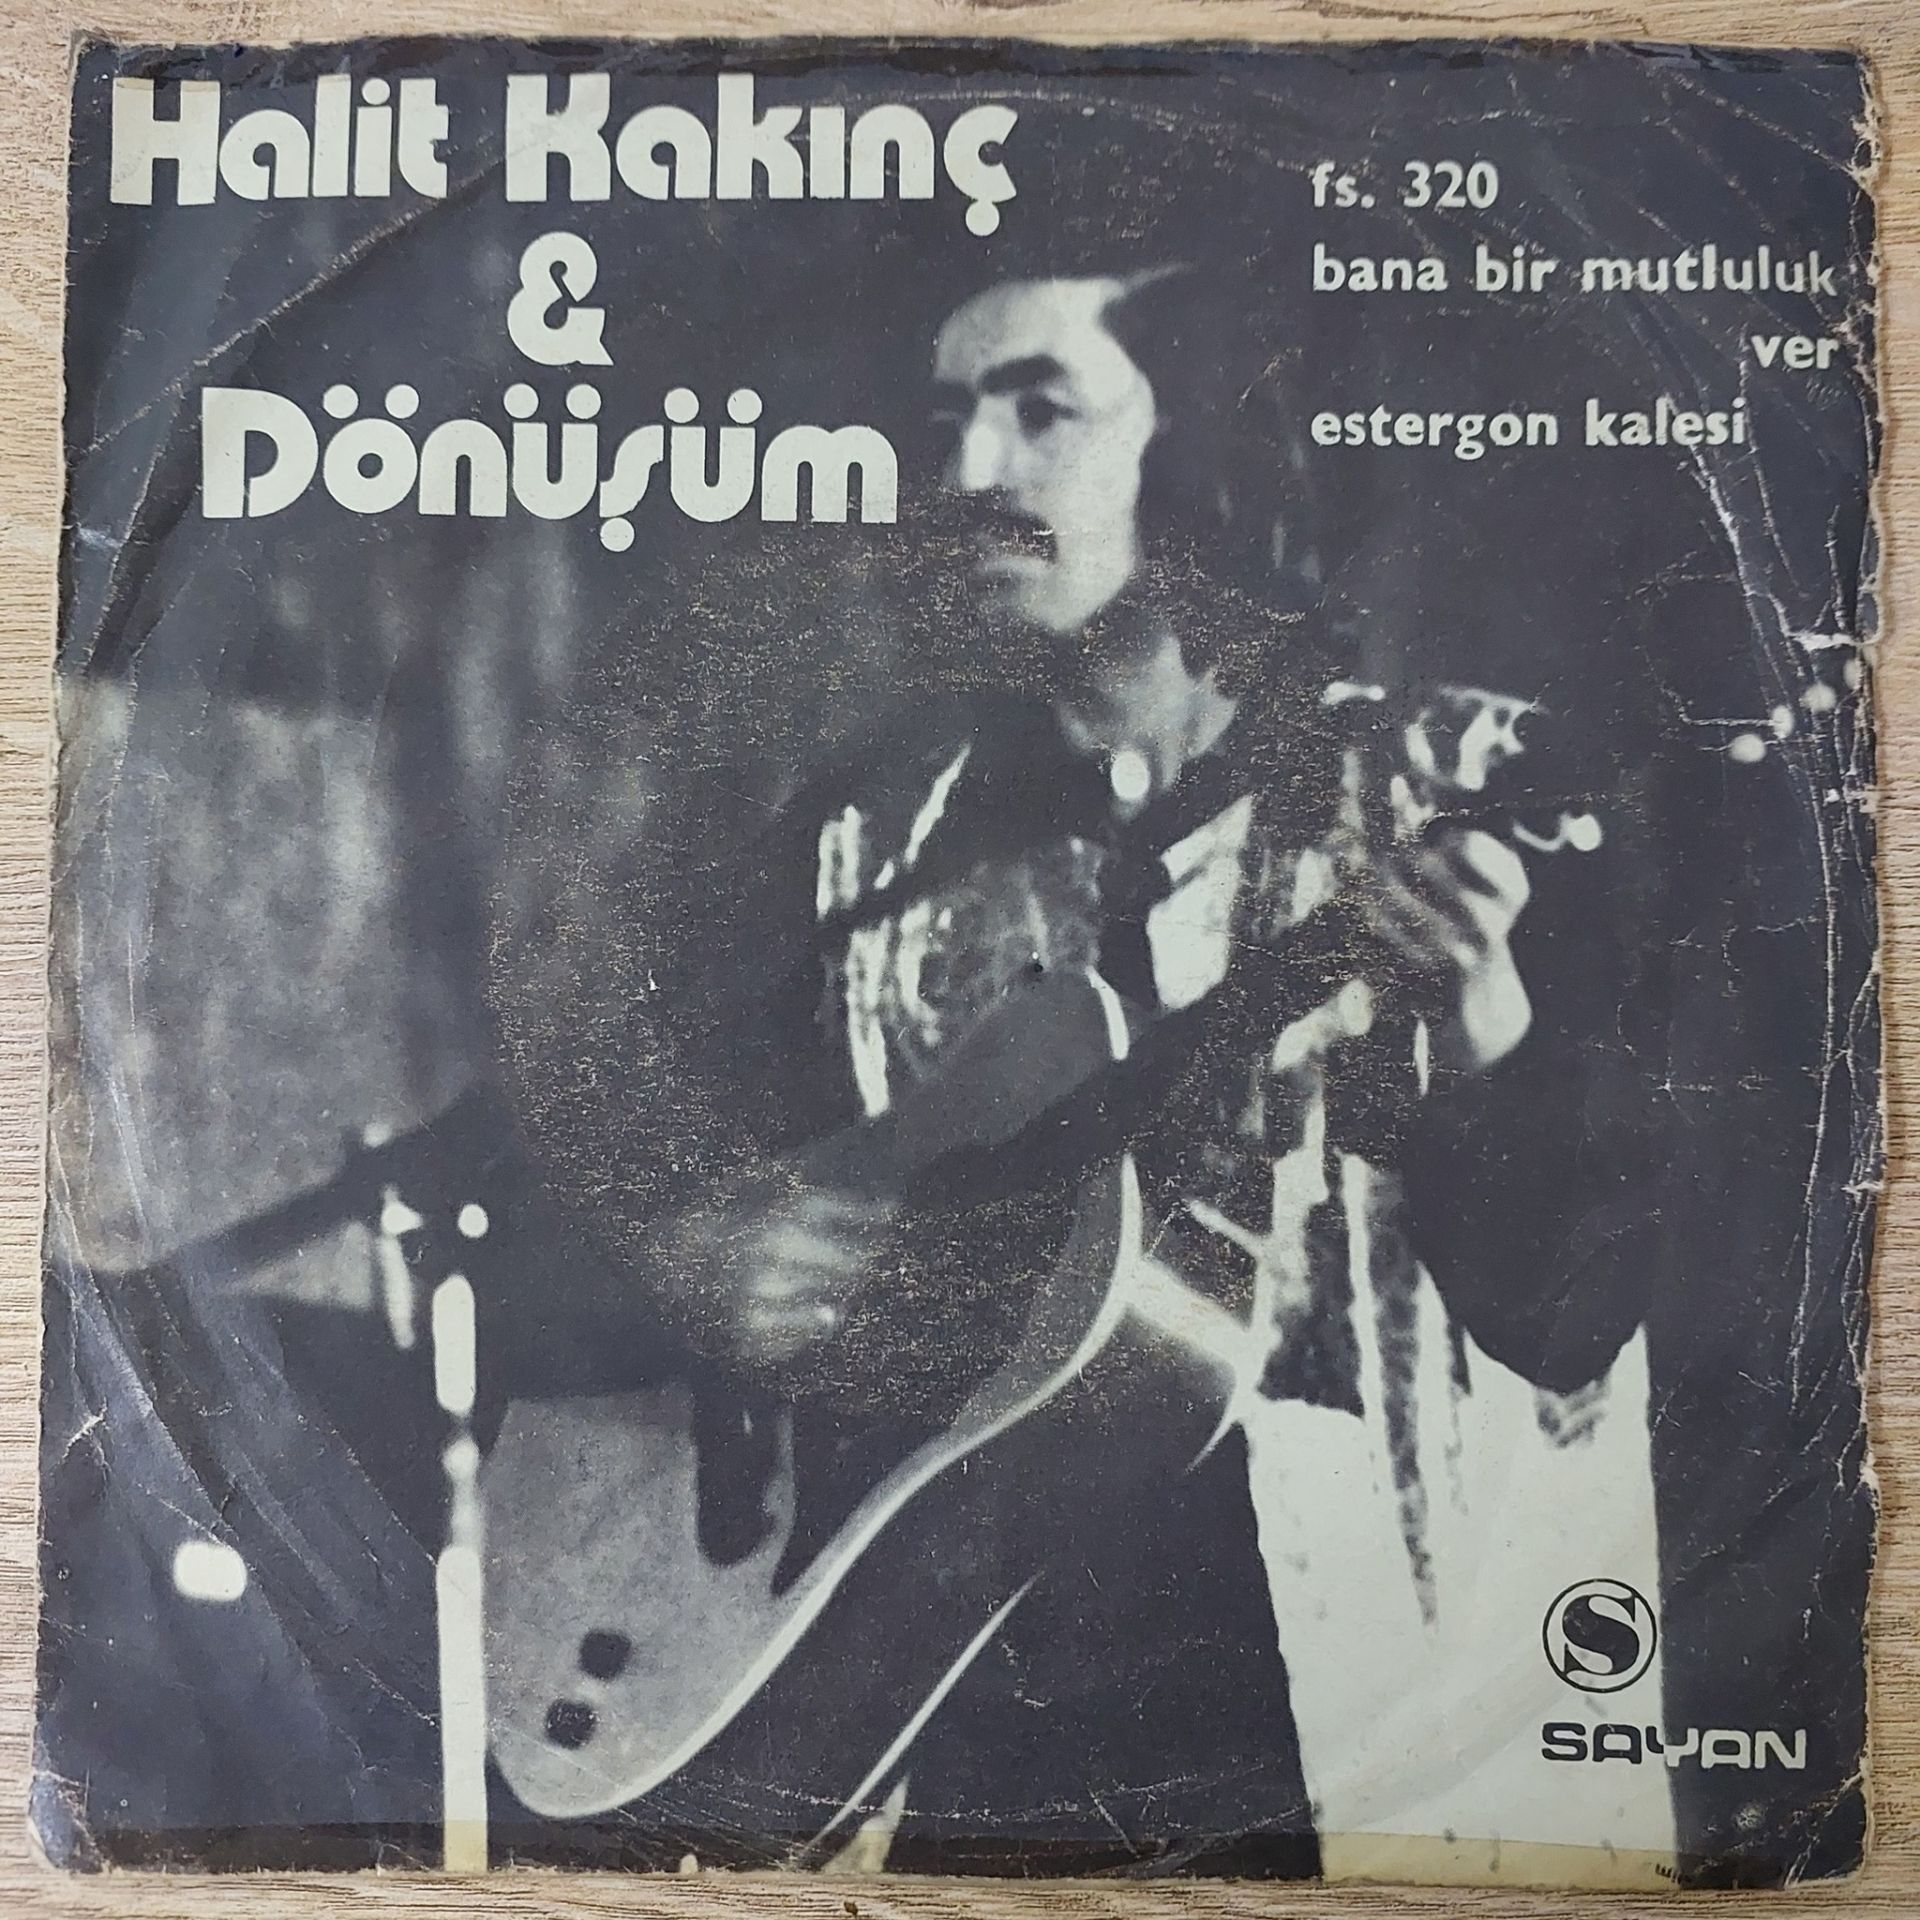 Halit Kakınç
&
Dönüşüm
fs. 320
bana bir mutluluk
ver
estergon kalesi
S
SAYAN